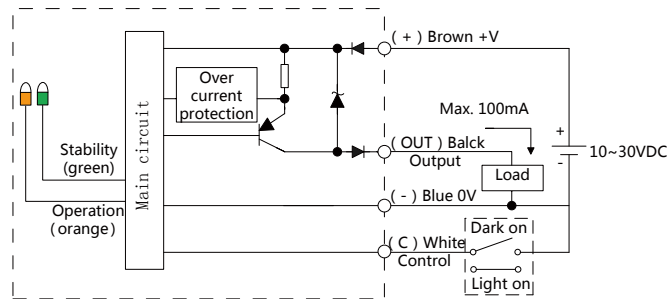 ( + ) Brown +V
Over
current
protection
Main circuit
Max. 100mA
Stability
(green)
( OUT ) Balck
Output
+
-
10~30VDC
Load
Operation
(orange)
( - ) Blue 0V
( C ) White
Control
Dark on
Light on